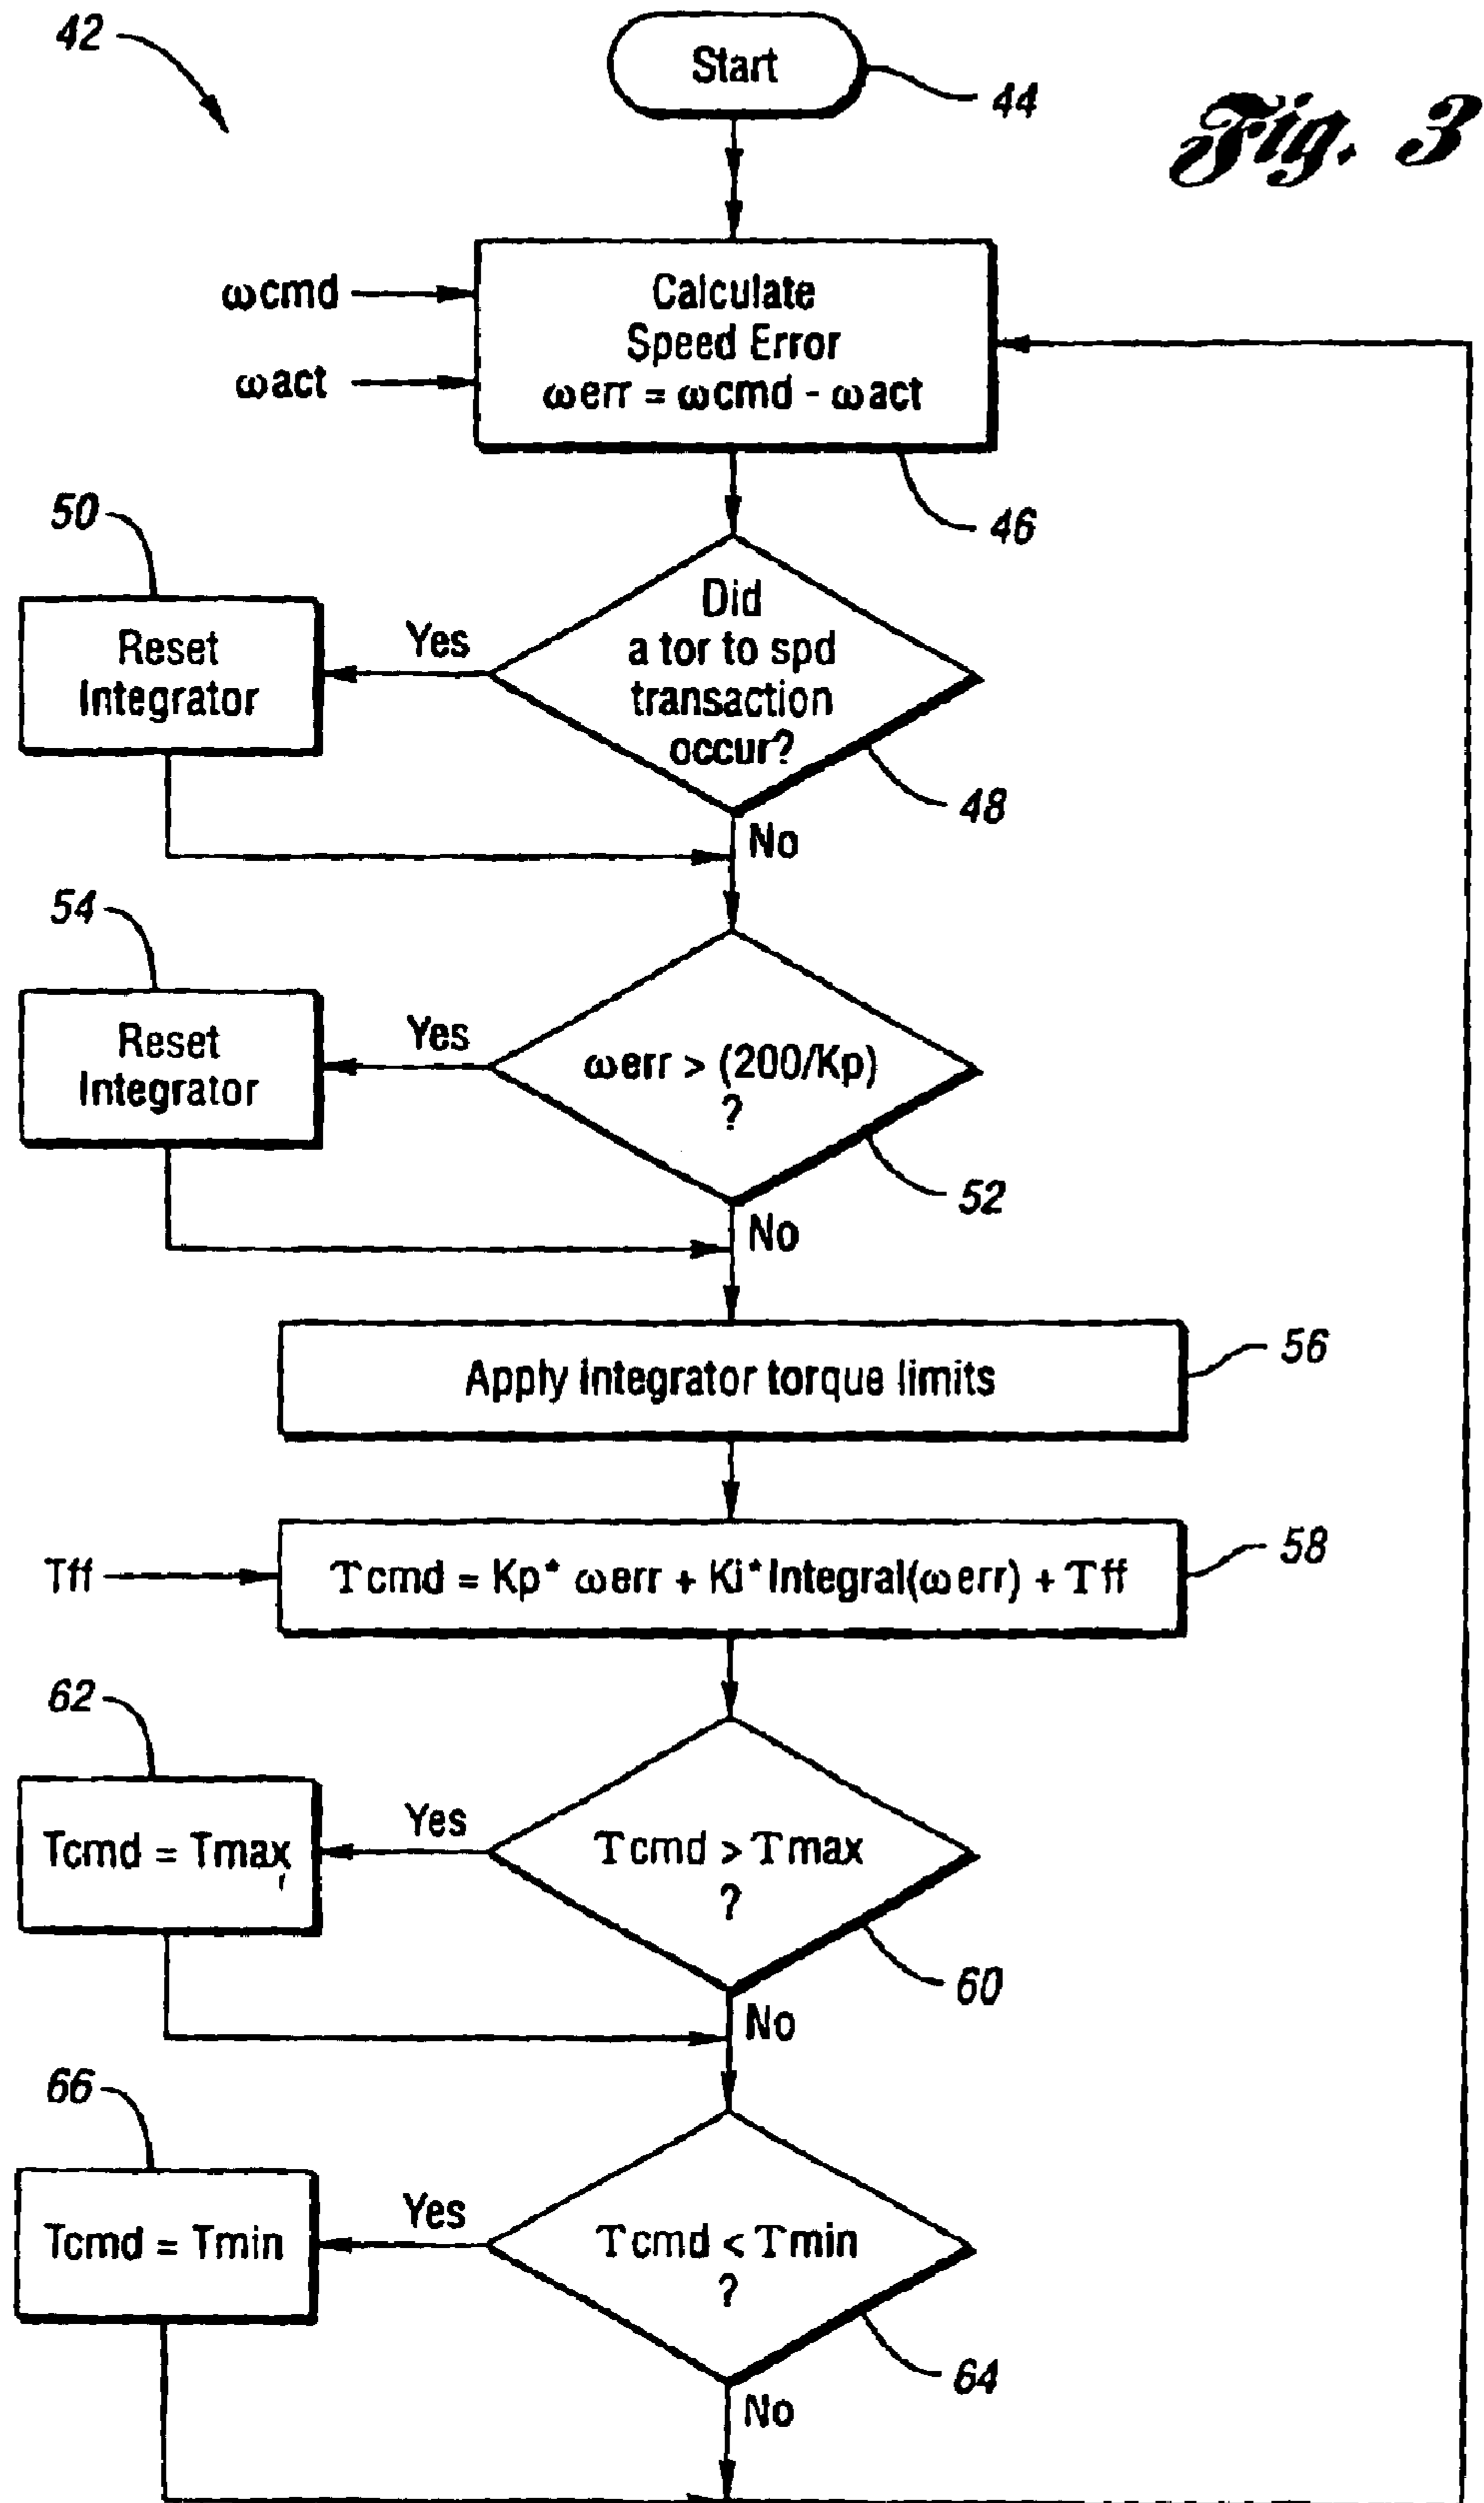 42
Start
44
Fig. 3
ωcmd
ωact
Calculate
Speed Error
ωerr = ωcmd - ωact
46
50
Reset
Integrator
Yes
Did
a tor to spd
transaction
occur?
48
No
54
Reset
Integrator
Yes
ωerr > (200/Kp)
?
52
No
Apply integrator torque limits
56
Tff
Tcmd = Kp* ωerr + Ki* Integral(ωerr) + Tff
58
62
Tcmd = Tmax
Yes
Tcmd > Tmax
?
60
No
66
Tcmd = Tmin
Yes
Tcmd < Tmin
?
64
No